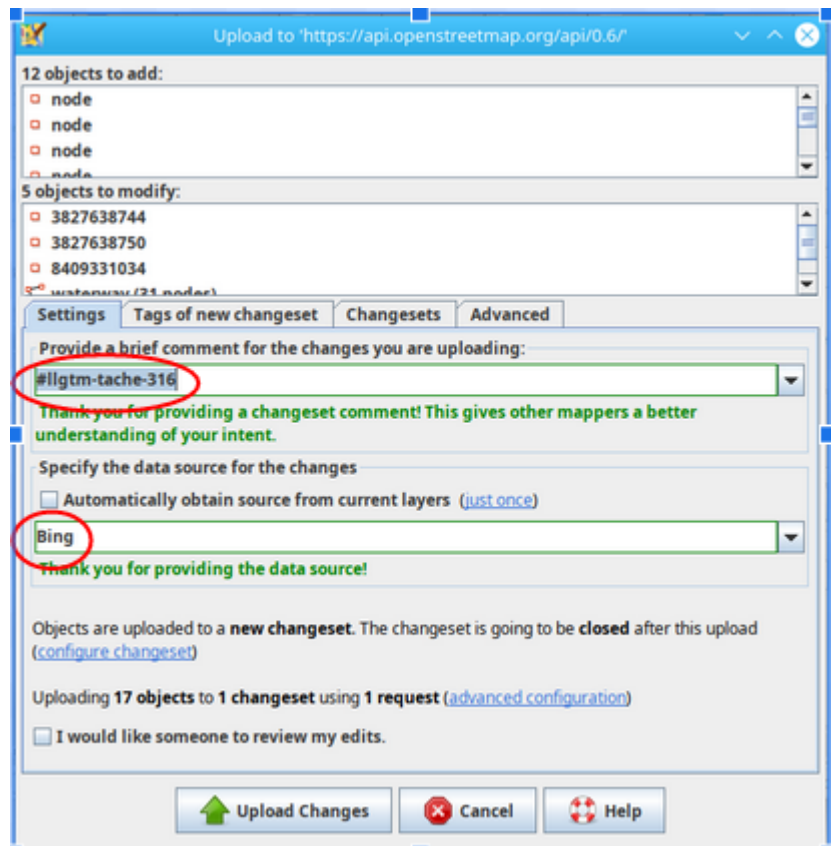 Upload to 'https://api.openstreetmap.org/api/0.6/'
12 objects to add:
node
node
node
node
5 objects to modify:
3827638744
3827638750
8409331034
waterway (31 nodes)
Settings Tags of new changeset Changesets Advanced
Provide a brief comment for the changes you are uploading:
#llgtm-tache-316
Thank you for providing a changeset comment! This gives other mappers a better
understanding of your intent.
Specify the data source for the changes
Automatically obtain source from current layers (just once)
Bing
Thank you for providing the data source!
Objects are uploaded to a new changeset. The changeset is going to be closed after this upload
(configure changeset)
Uploading 17 objects to 1 changeset using 1 request (advanced configuration)
I would like someone to review my edits.
Upload Changes Cancel Help